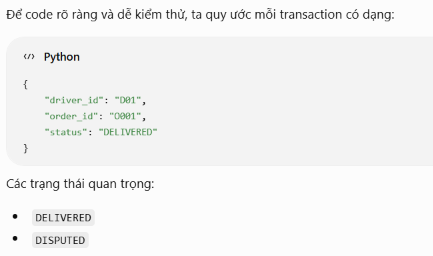 Để code rõ ràng và dễ kiểm thử, ta quy ước mỗi transaction có dạng:
</> Python
{
    "driver_id": "D01",
    "order_id": "O001",
    "status": "DELIVERED"
}
Các trạng thái quan trọng:
• DELIVERED
• DISPUTED